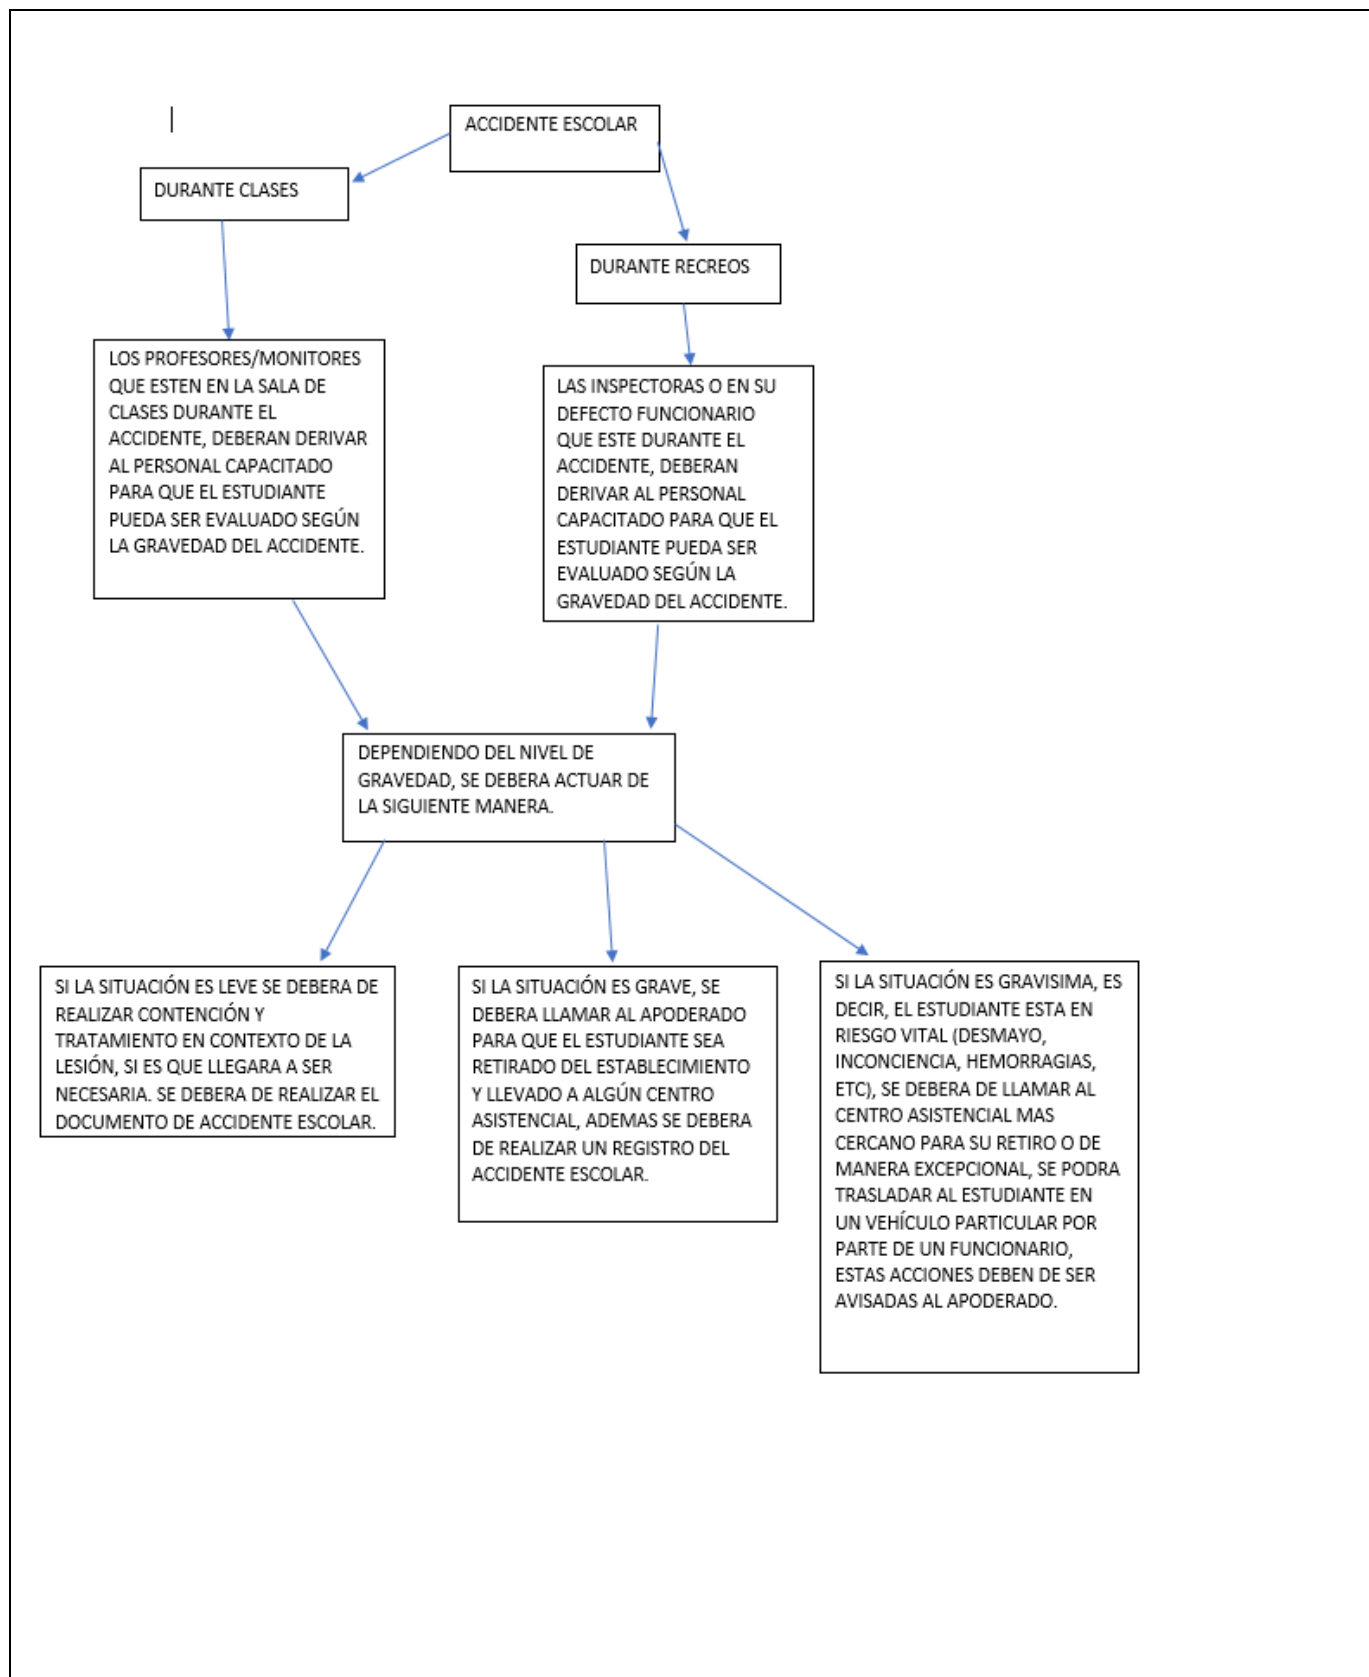 ACCIDENTE ESCOLAR
DURANTE CLASES
DURANTE RECREOS
LOS PROFESORES/MONITORES
QUE ESTEN EN LA SALA DE
CLASES DURANTE EL
ACCIDENTE, DEBERAN DERIVAR
AL PERSONAL CAPACITADO
PARA QUE EL ESTUDIANTE
PUEDA SER EVALUADO SEGÚN
LA GRAVEDAD DEL ACCIDENTE.
LAS INSPECTORAS O EN SU
DEFECTO FUNCIONARIO
QUE ESTE DURANTE EL
ACCIDENTE, DEBERAN
DERIVAR AL PERSONAL
CAPACITADO PARA QUE EL
ESTUDIANTE PUEDA SER
EVALUADO SEGÚN LA
GRAVEDAD DEL ACCIDENTE.
DEPENDIENDO DEL NIVEL DE
GRAVEDAD, SE DEBERA ACTUAR DE
LA SIGUIENTE MANERA.
SI LA SITUACIÓN ES LEVE SE DEBERA DE
REALIZAR CONTENCIÓN Y
TRATAMIENTO EN CONTEXTO DE LA
LESIÓN, SI ES QUE LLEGARA A SER
NECESARIA. SE DEBERA DE REALIZAR EL
DOCUMENTO DE ACCIDENTE ESCOLAR.
SI LA SITUACIÓN ES GRAVE, SE
DEBERA LLAMAR AL APODERADO
PARA QUE EL ESTUDIANTE SEA
RETIRADO DEL ESTABLECIMIENTO
Y LLEVADO A ALGÚN CENTRO
ASISTENCIAL, ADEMAS SE DEBERA
DE REALIZAR UN REGISTRO DEL
ACCIDENTE ESCOLAR.
SI LA SITUACIÓN ES GRAVISIMA, ES
DECIR, EL ESTUDIANTE ESTA EN
RIESGO VITAL (DESMAYO,
INCONCIENCIA, HEMORRAGIAS,
ETC), SE DEBERA DE LLAMAR AL
CENTRO ASISTENCIAL MAS
CERCANO PARA SU RETIRO O DE
MANERA EXCEPCIONAL, SE PODRA
TRASLADAR AL ESTUDIANTE EN
UN VEHÍCULO PARTICULAR POR
PARTE DE UN FUNCIONARIO,
ESTAS ACCIONES DEBEN DE SER
AVISADAS AL APODERADO.